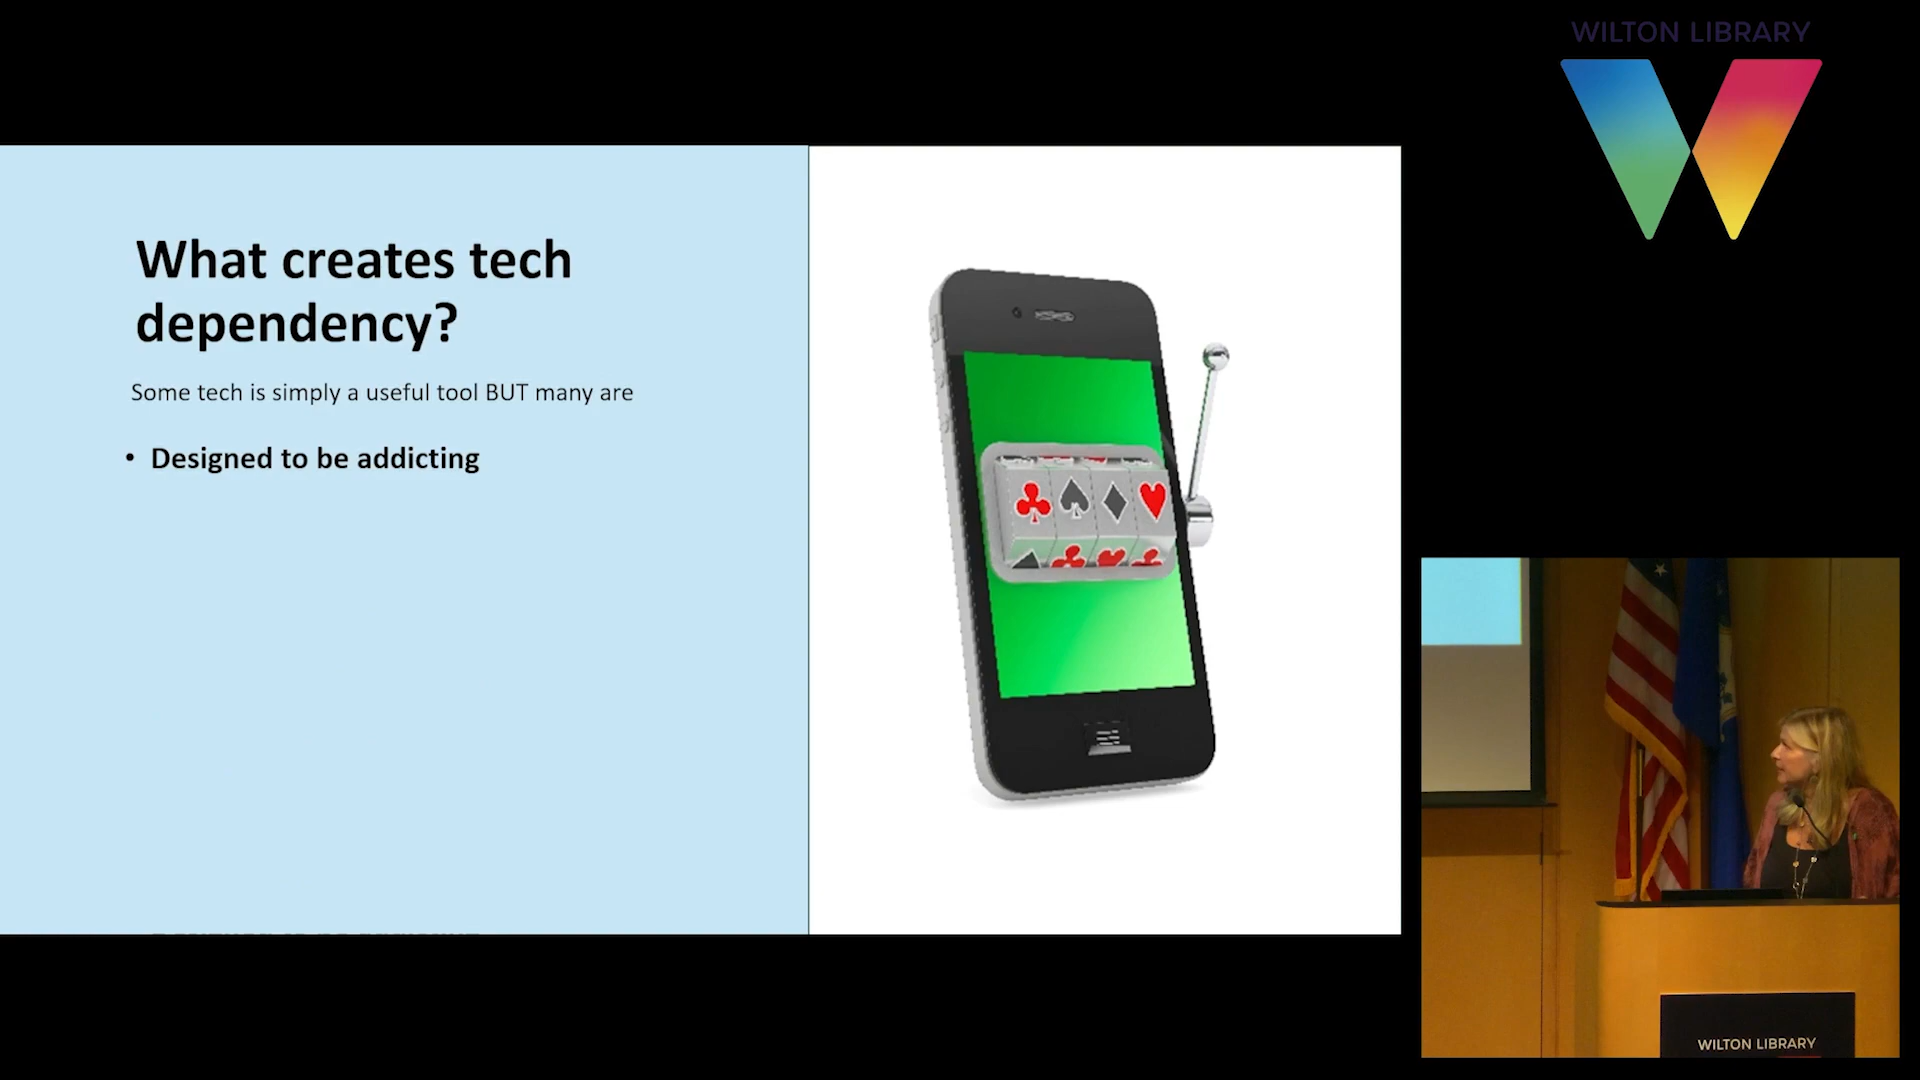 WILTON LIBRARY
What creates tech
dependency?
Some tech is simply a useful tool BUT many are
• Designed to be addicting
WILTON LIBRARY